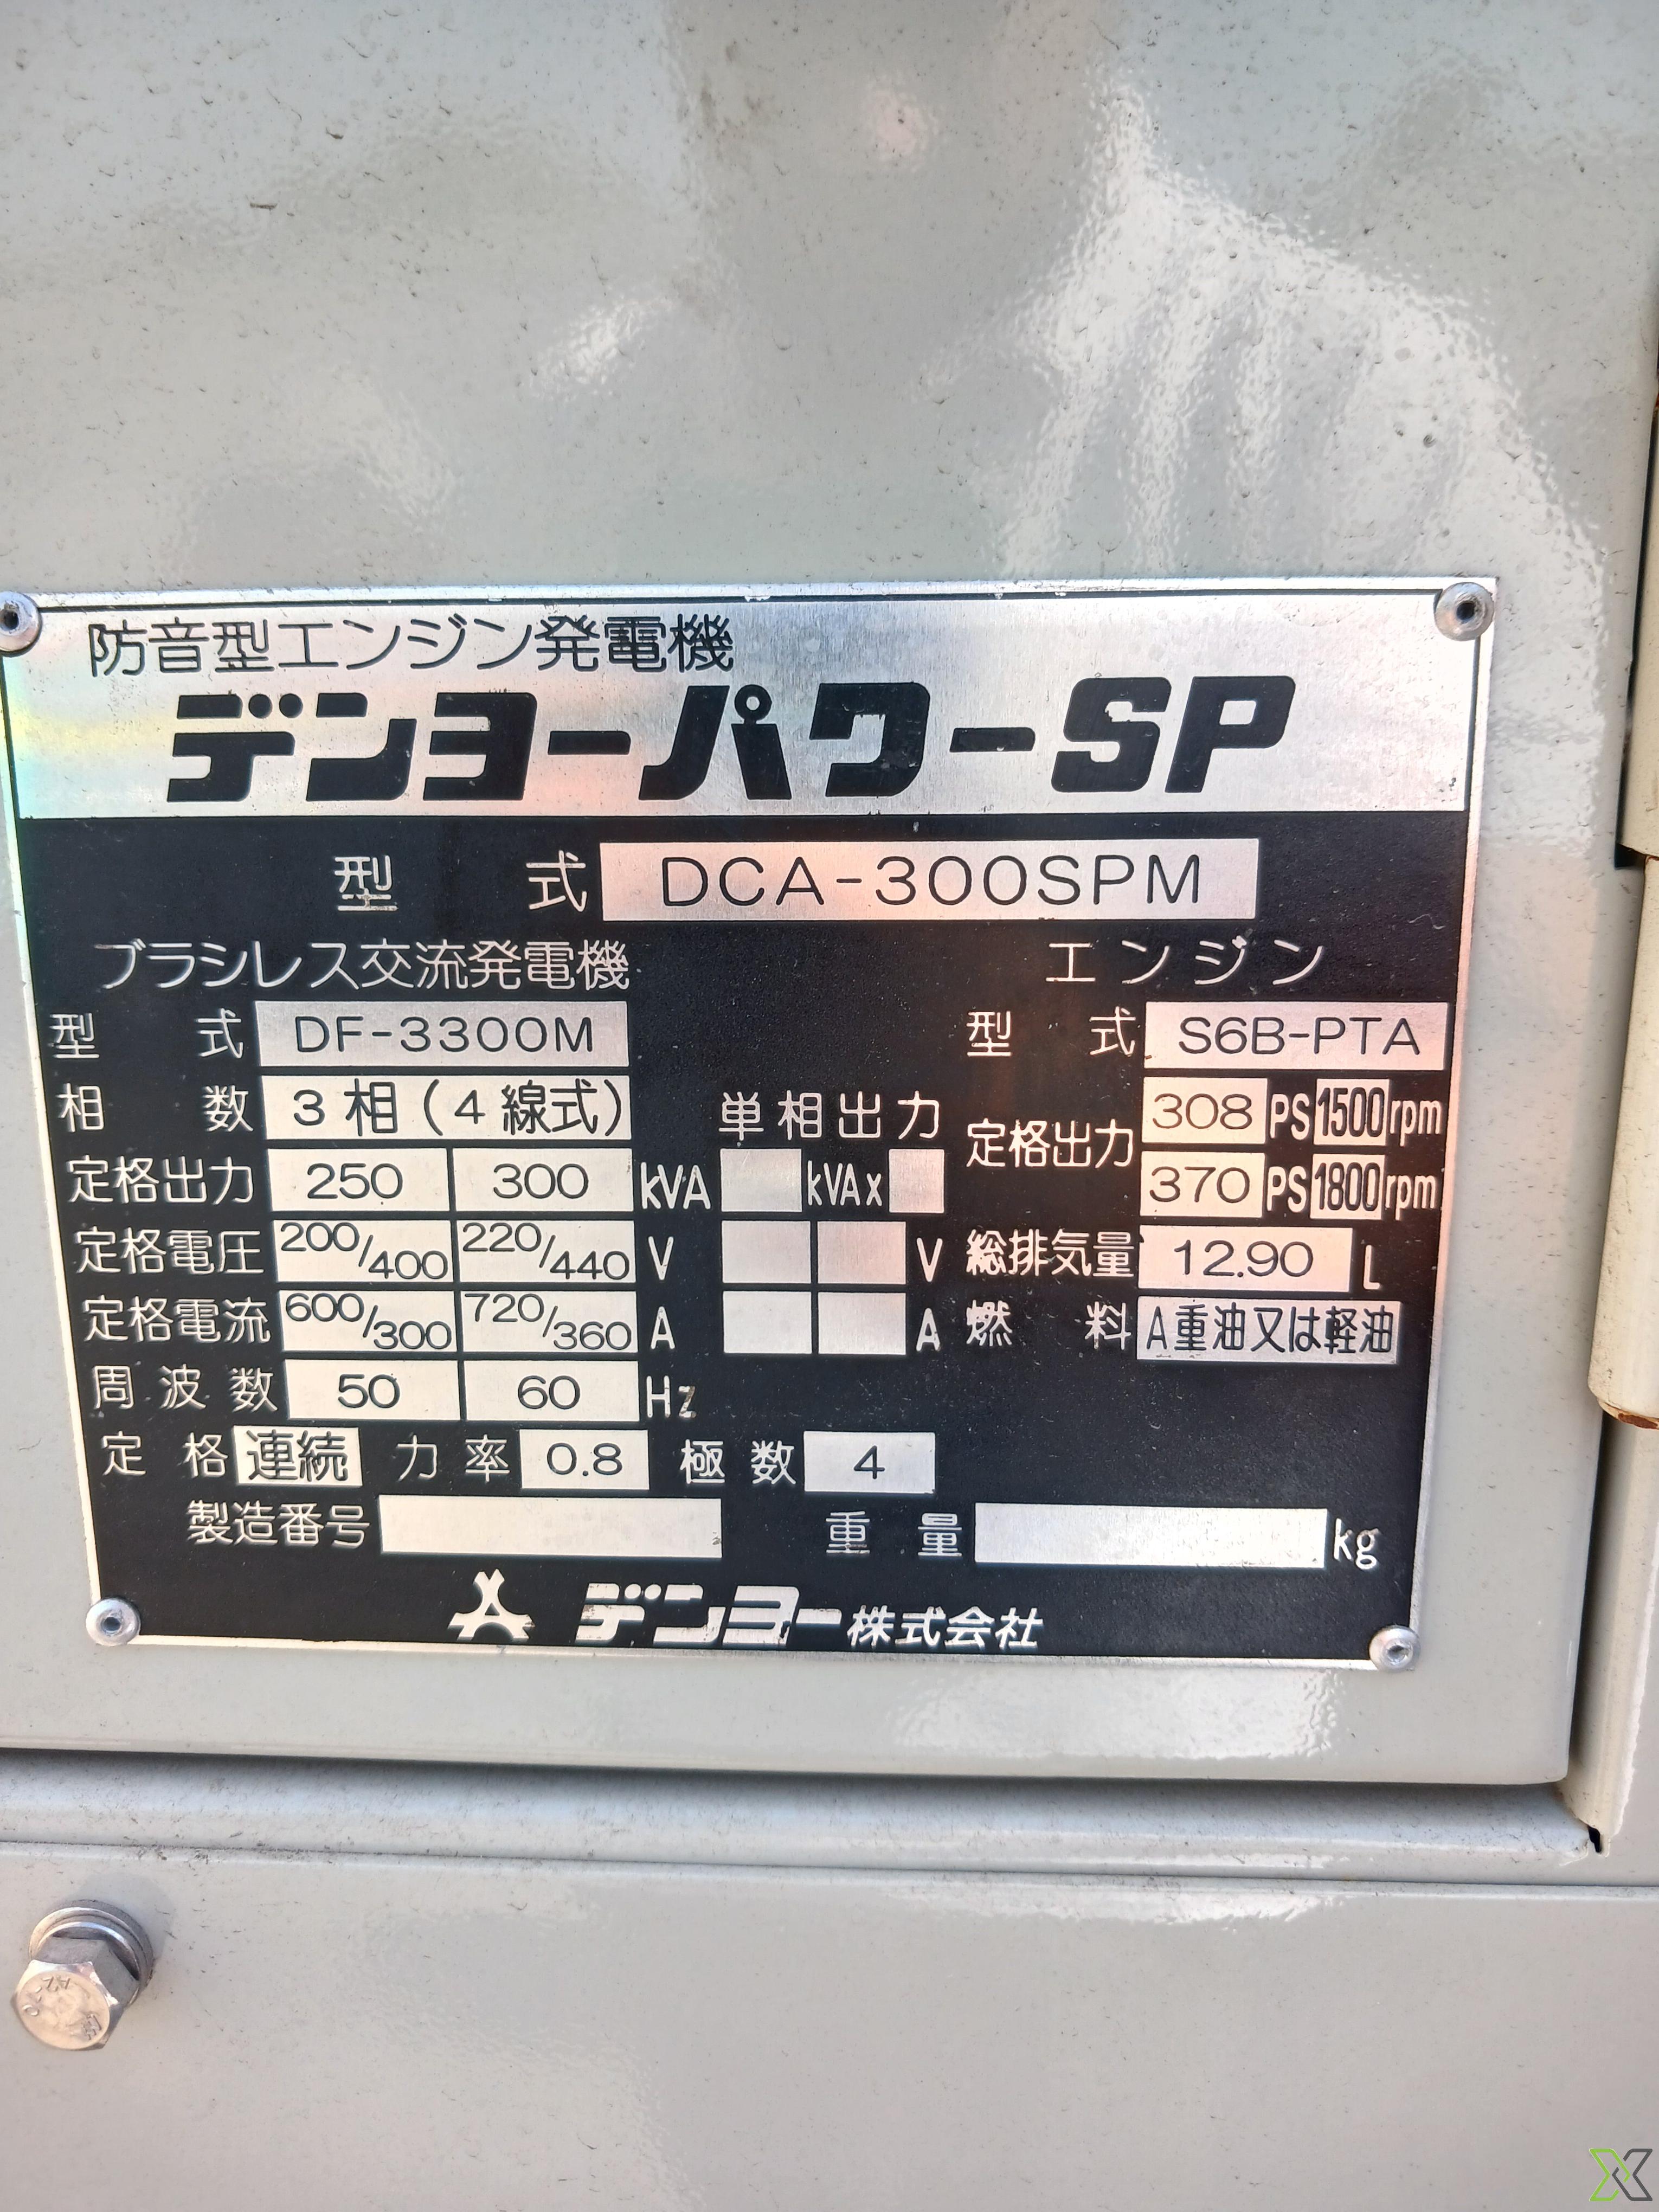 防音型エンジン発電機
デンヨーパワーSP
型式 DCA-300SPM
ブラシレス交流発電機 エンジン
型式 DF-3300M 型式 S6B-PTA
相数 3相(4線式) 単相出力 定格出力 308 PS 1500 rpm
定格出力 250 300 kVA kVAx 370 PS 1800 rpm
定格電圧 200/400 220/440 V V 総排気量 12.90 L
定格電流 600/300 720/360 A A 燃料 A重油又は軽油
周波数 50 60 Hz
定格 連続 力率 0.8 極数 4
製造番号 重量 kg
デンヨー株式会社